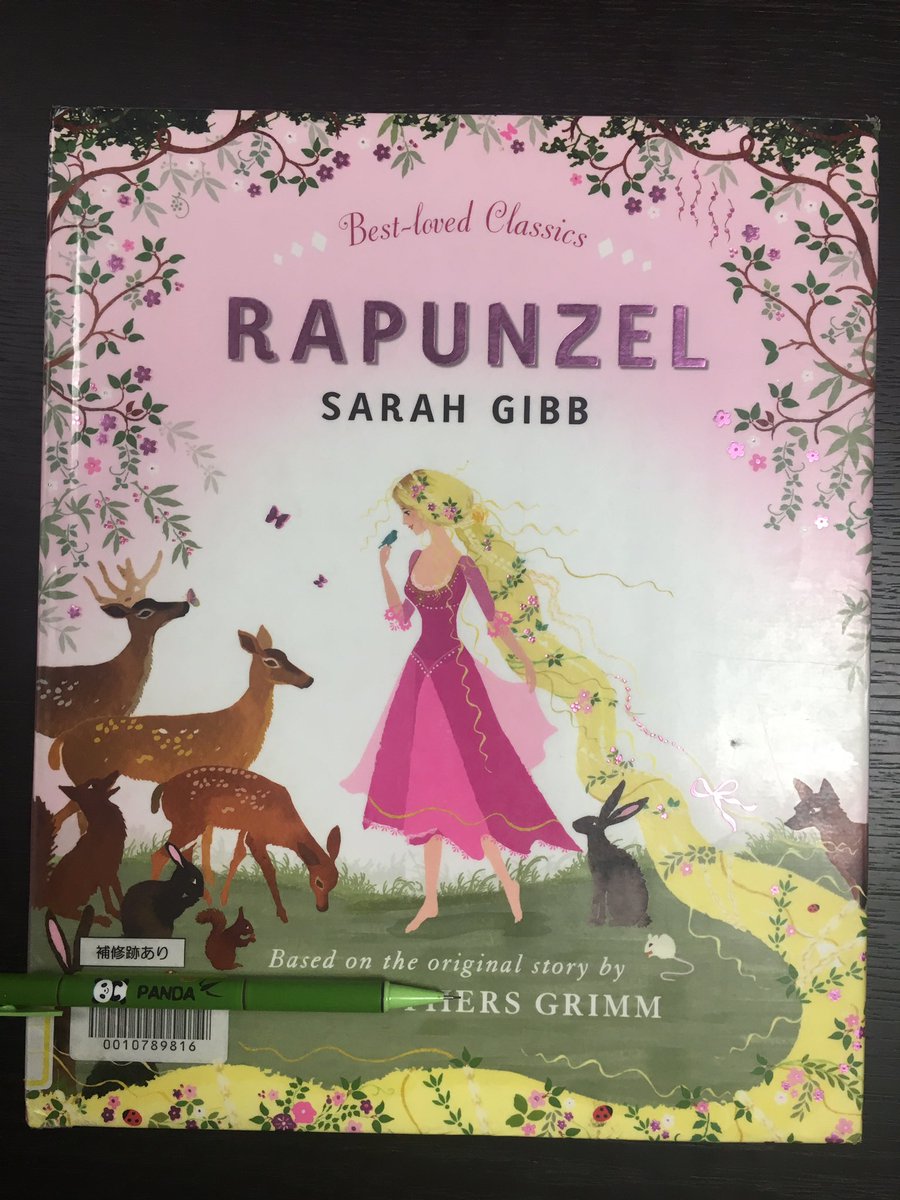 Best-loved Classics
RAPUNZEL
SARAH GIBB
補修跡あり
Based on the original story by
GRIMM
PANDA
0010789816